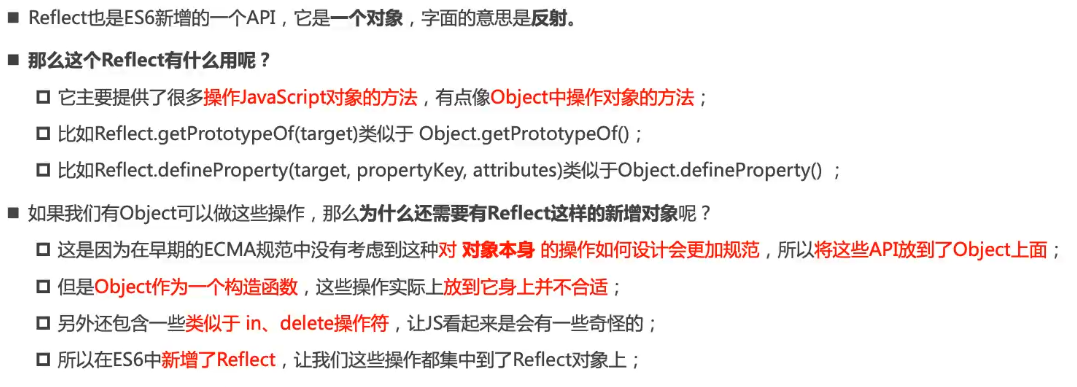 Reflect也是ES6新增的一个API，它是一个对象，字面的意思是反射。
那么这个Reflect有什么用呢？
它主要提供了很多操作JavaScript对象的方法，有点像Object中操作对象的方法；
比如Reflect.getPrototypeOf(target)类似于 Object.getPrototypeOf()；
比如Reflect.defineProperty(target, propertyKey, attributes)类似于Object.defineProperty() ；
如果我们有Object可以做这些操作，那么为什么还需要有Reflect这样的新增对象呢？
这是因为在早期的ECMA规范中没有考虑到这种对 对象本身 的操作如何设计会更加规范，所以将这些API放到了Object上面；
但是Object作为一个构造函数，这些操作实际上放到它身上并不合适；
另外还包含一些类似于 in、delete操作符，让JS看起来是会有一些奇怪的；
所以在ES6中新增了Reflect，让我们这些操作都集中到了Reflect对象上；